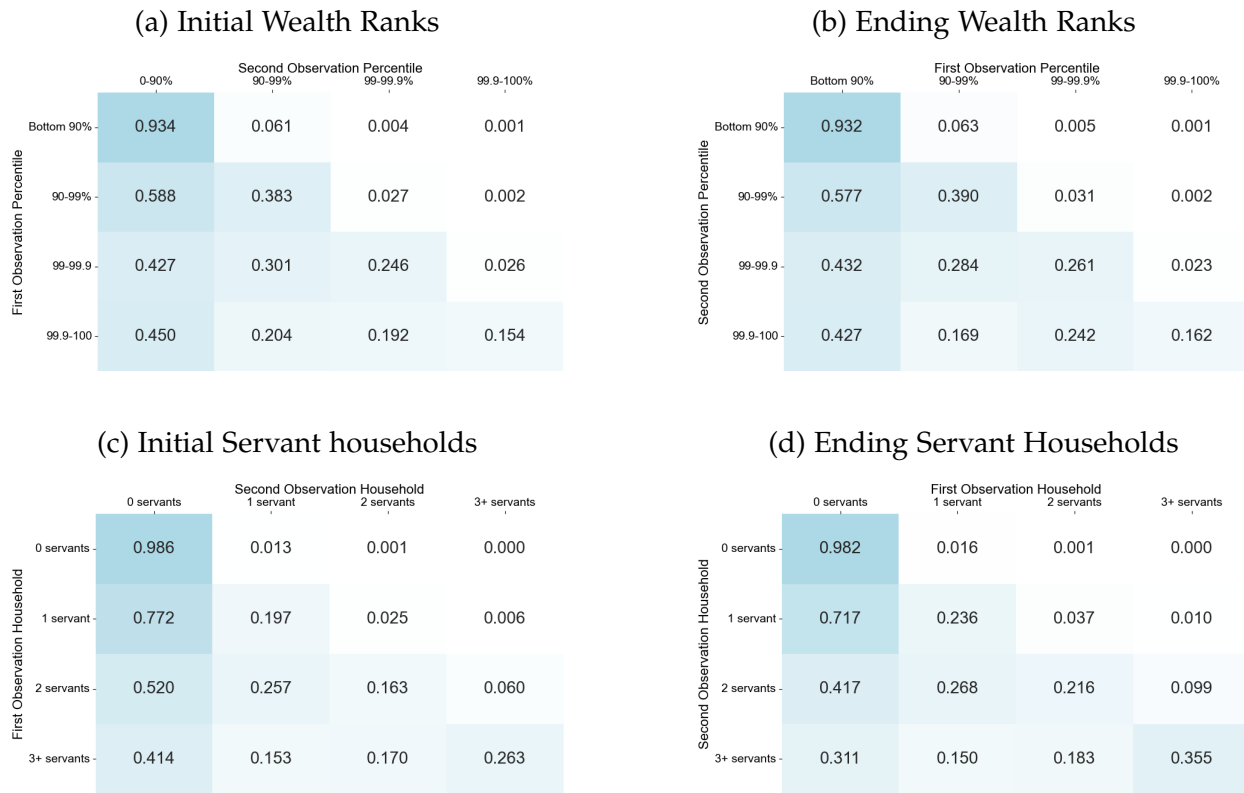 (a) Initial Wealth Ranks
Second Observation Percentile
0-90% 90-99% 99-99.9% 99.9-100%
First Observation Percentile
Bottom 90% 0.934 0.061 0.004 0.001
90-99% 0.588 0.383 0.027 0.002
99-99.9 0.427 0.301 0.246 0.026
99.9-100 0.450 0.204 0.192 0.154
(b) Ending Wealth Ranks
First Observation Percentile
Bottom 90% 90-99% 99-99.9% 99.9-100%
Second Observation Percentile
Bottom 90% 0.932 0.063 0.005 0.001
90-99% 0.577 0.390 0.031 0.002
99-99.9 0.432 0.284 0.261 0.023
99.9-100 0.427 0.169 0.242 0.162
(c) Initial Servant households
Second Observation Household
0 servants 1 servant 2 servants 3+ servants
First Observation Household
0 servants 0.986 0.013 0.001 0.000
1 servant 0.772 0.197 0.025 0.006
2 servants 0.520 0.257 0.163 0.060
3+ servants 0.414 0.153 0.170 0.263
(d) Ending Servant Households
First Observation Household
0 servants 1 servant 2 servants 3+ servants
Second Observation Household
0 servants 0.982 0.016 0.001 0.000
1 servant 0.717 0.236 0.037 0.010
2 servants 0.417 0.268 0.216 0.099
3+ servants 0.311 0.150 0.183 0.355